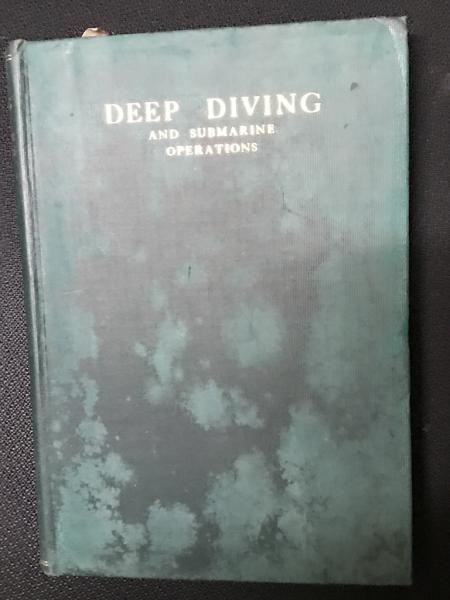 DEEP DIVING
AND SUBMARINE
OPERATIONS